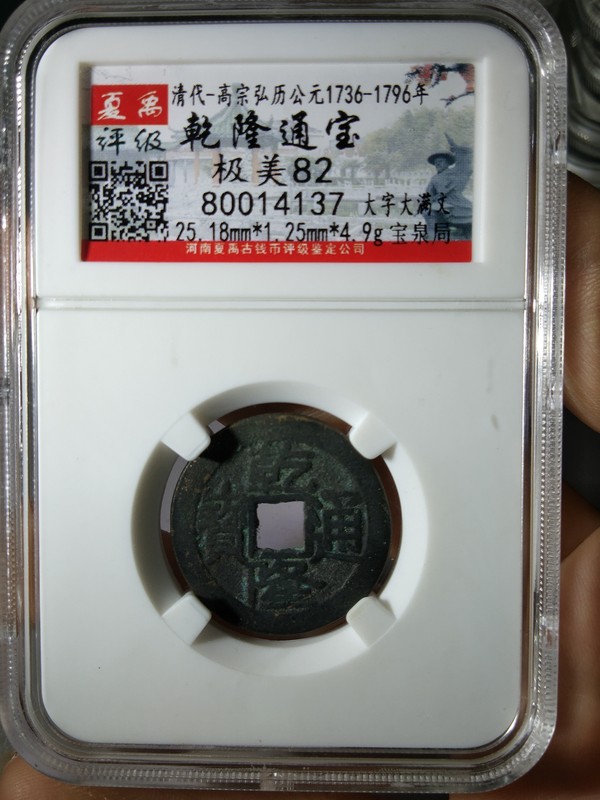 夏禹
评级
清代-高宗弘历公元1736-1796年
乾隆通宝
极美82
80014137 大字大满文
25.18mm*1.25mm*4.9g 宝泉局
河南夏禹古钱币评级鉴定公司
乾
隆
通
寳